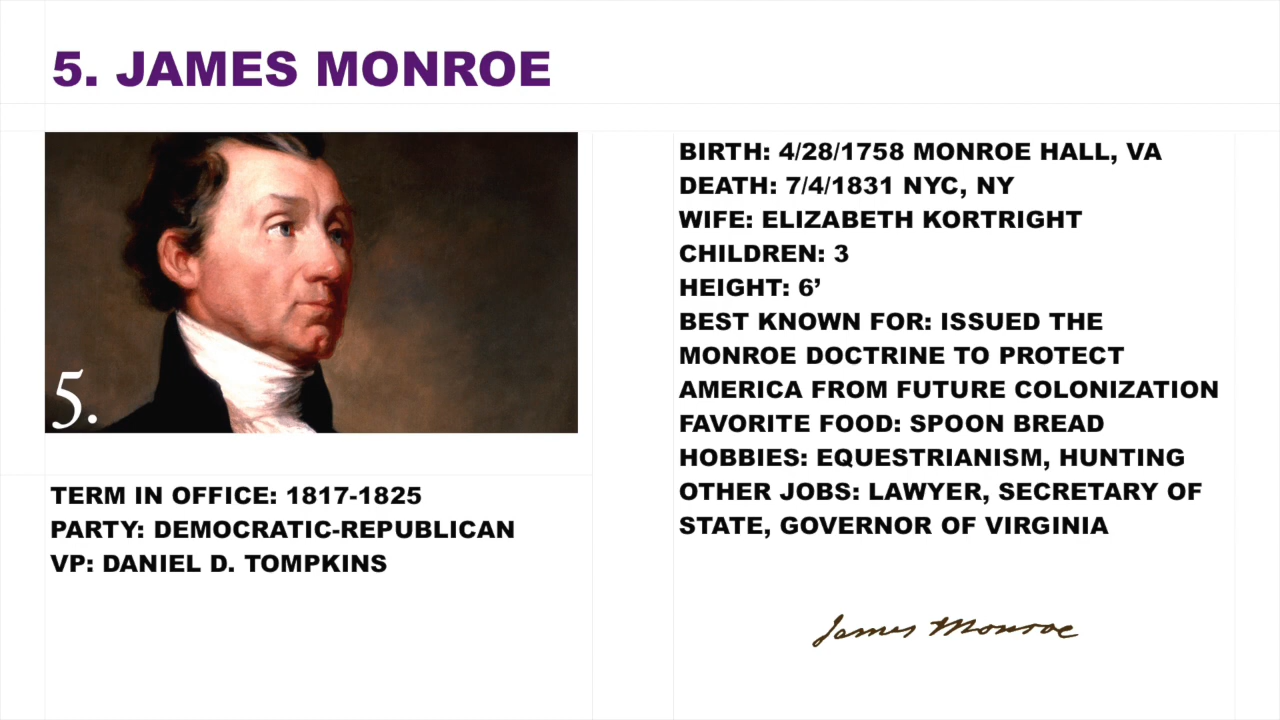 5. JAMES MONROE
5.
TERM IN OFFICE: 1817-1825
PARTY: DEMOCRATIC-REPUBLICAN
VP: DANIEL D. TOMPKINS
BIRTH: 4/28/1758 MONROE HALL, VA
DEATH: 7/4/1831 NYC, NY
WIFE: ELIZABETH KORTRIGHT
CHILDREN: 3
HEIGHT: 6’
BEST KNOWN FOR: ISSUED THE
MONROE DOCTRINE TO PROTECT
AMERICA FROM FUTURE COLONIZATION
FAVORITE FOOD: SPOON BREAD
HOBBIES: EQUESTRIANISM, HUNTING
OTHER JOBS: LAWYER, SECRETARY OF
STATE, GOVERNOR OF VIRGINIA
James Monroe